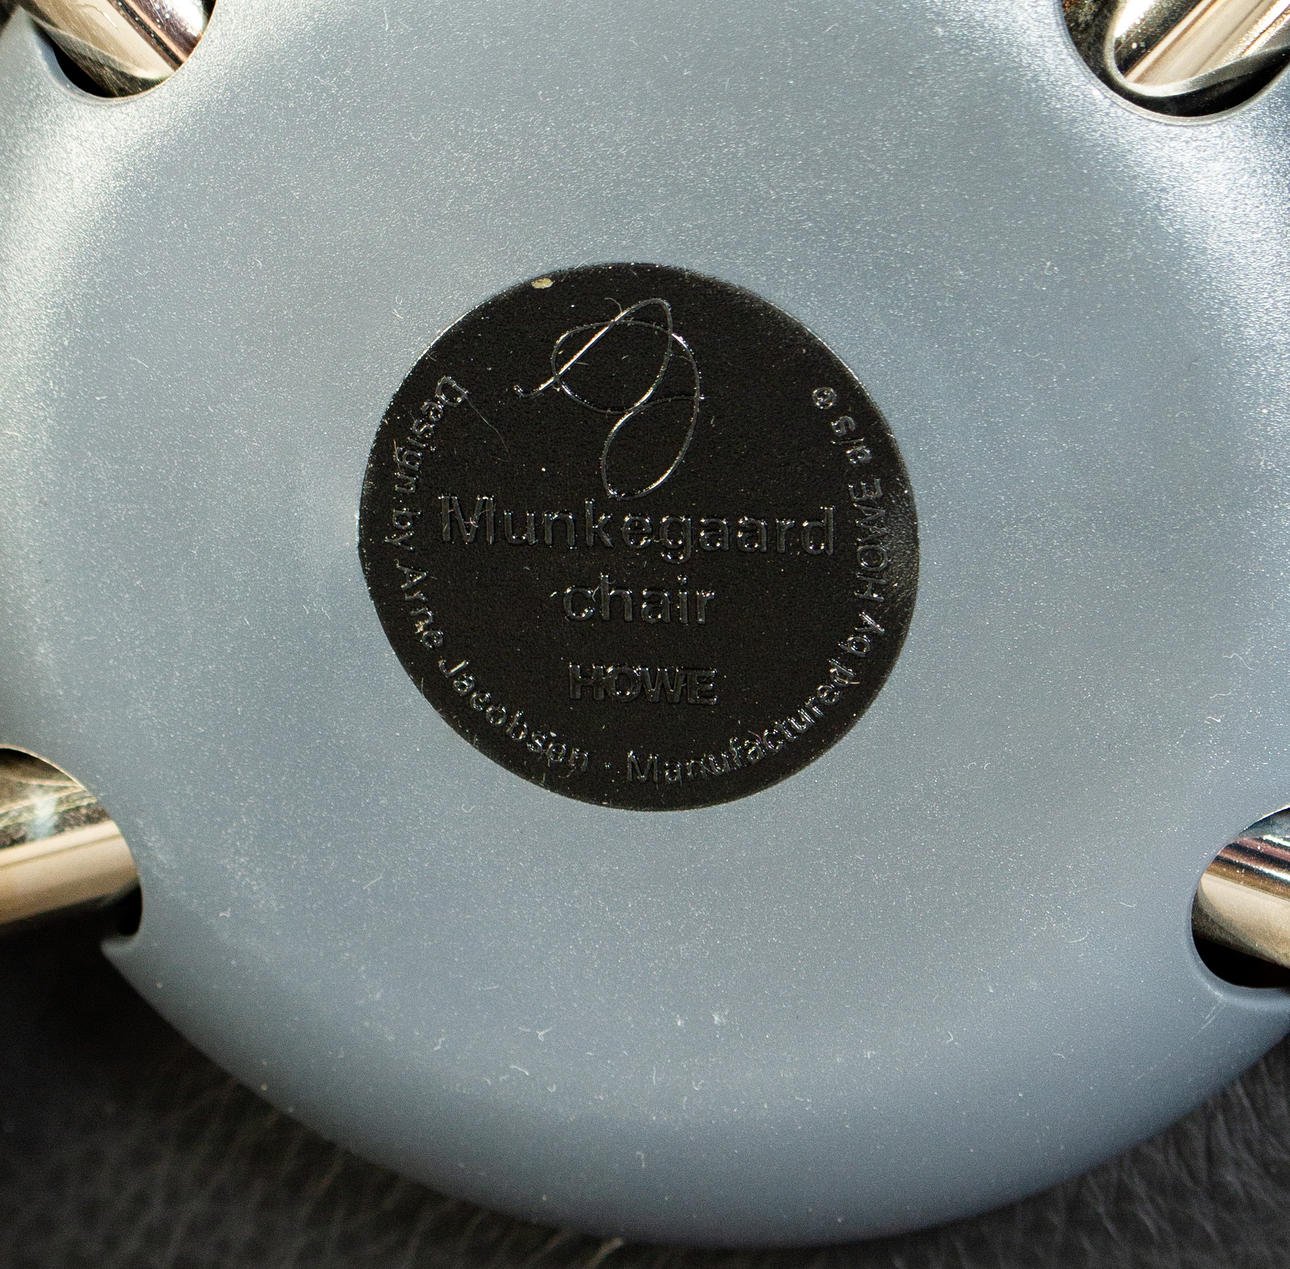 Munkegaard
chair
HOWE
Design by Arne Jacobsen · Manufactured by HOWE a/s ®